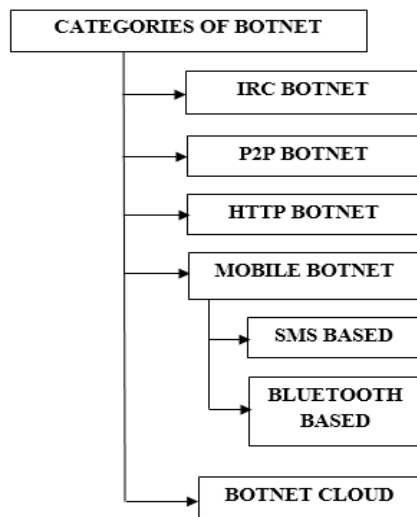 CATEGORIES OF BOTNET
IRC BOTNET
P2P BOTNET
HTTP BOTNET
MOBILE BOTNET
SMS BASED
BLUETOOTH
BASED
BOTNET CLOUD